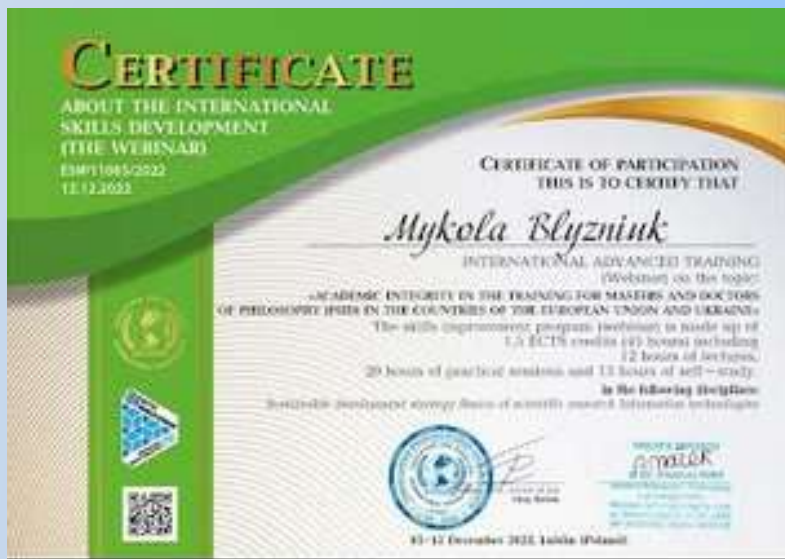 CERTIFICATE
ABOUT THE INTERNATIONAL
SKILLS DEVELOPMENT
(THE WEBINAR)
12.12.2022
CERTIFICATE OF PARTICIPATION
THIS IS TO CERTIFY THAT
Mykola Blyzniuk
INTERNATIONAL ADVANCED TRAINING
(Webinar) on the topic:
«ACADEMIC INTEGRITY IN THE TRAINING FOR MASTERS AND DOCTORS
OF PHILOSOPHY (PHD) IN THE COUNTRIES OF THE EUROPEAN UNION AND UKRAINE»
The skills improvement program (webinar) is made up of
1,5 ECTS credits (45 hours) including
12 hours of lectures,
20 hours of practical sessions and 13 hours of self-study.
in the following disciplines:
December 2022, Lublin (Poland)